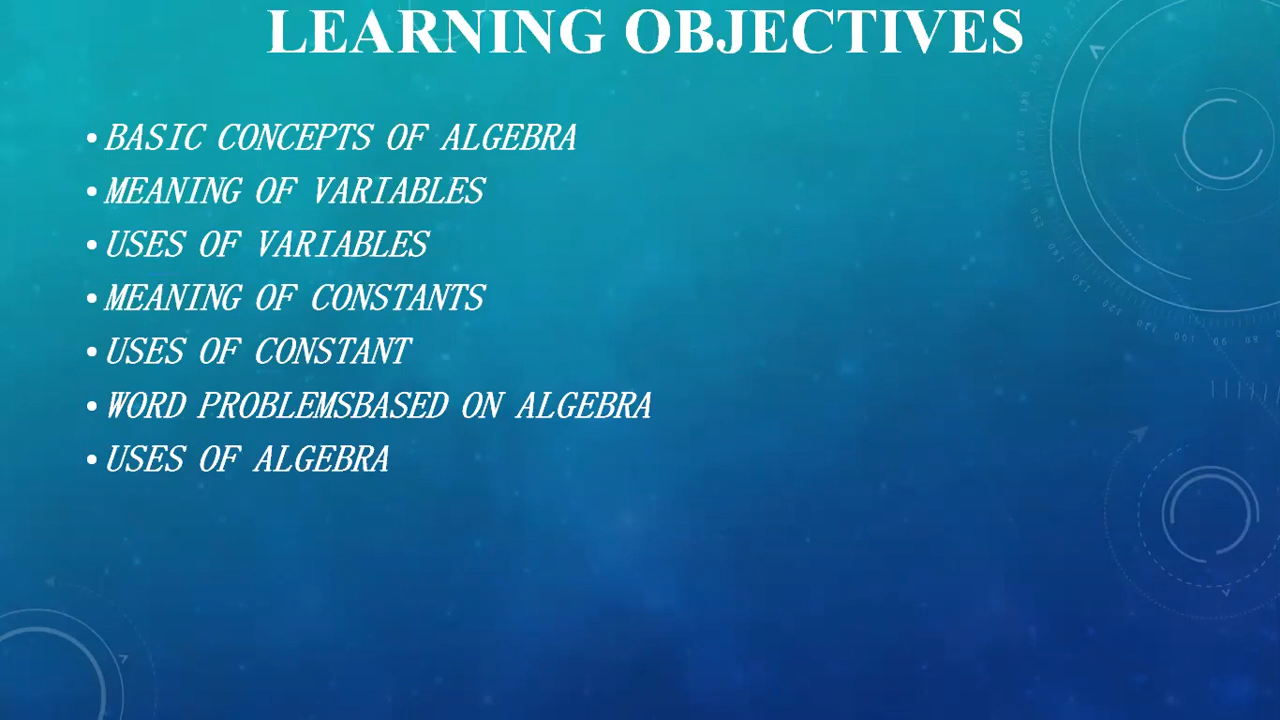 LEARNING OBJECTIVES
• BASIC CONCEPTS OF ALGEBRA
• MEANING OF VARIABLES
• USES OF VARIABLES
• MEANING OF CONSTANTS
• USES OF CONSTANT
• WORD PROBLEMSBASED ON ALGEBRA
• USES OF ALGEBRA